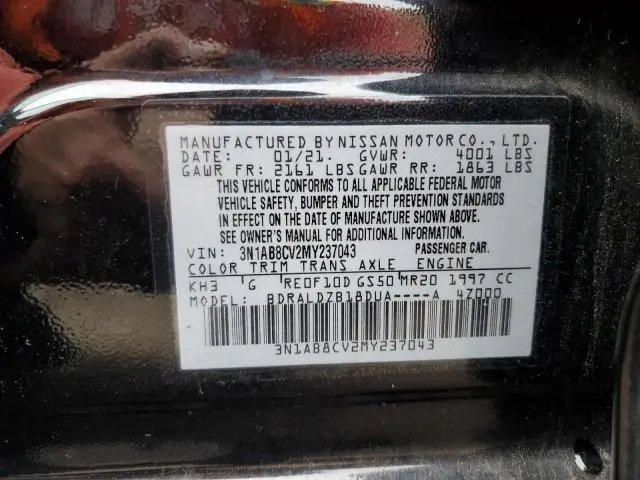 MANUFACTURED BY NISSAN MOTOR CO., LTD.
DATE: 01/21. GVWR: 4001 LBS
GAWR FR: 2161 LBS GAWR RR: 1863 LBS
THIS VEHICLE CONFORMS TO ALL APPLICABLE FEDERAL MOTOR
VEHICLE SAFETY, BUMPER AND THEFT PREVENTION STANDARDS
IN EFFECT ON THE DATE OF MANUFACTURE SHOWN ABOVE.
SEE OWNER'S MANUAL FOR ADDITIONAL INFORMATION.
VIN: 3N1AB8CV2MY237043 PASSENGER CAR.
COLOR TRIM TRANS AXLE ENGINE
KH3 G RE0F10D GS50 MR20 1997 CC
MODEL: BDRALDZB18DUA----A 4Z000
3N1AB8CV2MY237043